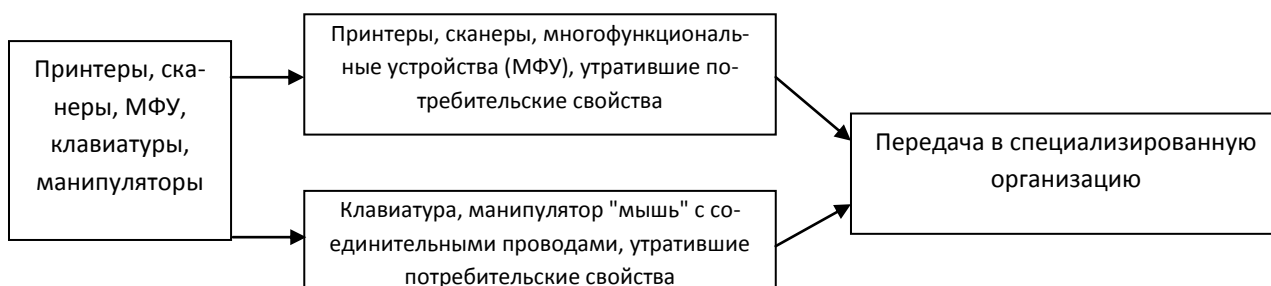 Принтеры, ска-
неры, МФУ,
клавиатуры,
манипуляторы
Принтеры, сканеры, многофункциональ-
ные устройства (МФУ), утратившие по-
требительские свойства
Клавиатура, манипулятор "мышь" с со-
единительными проводами, утратившие
потребительские свойства
Передача в специализированную
организацию